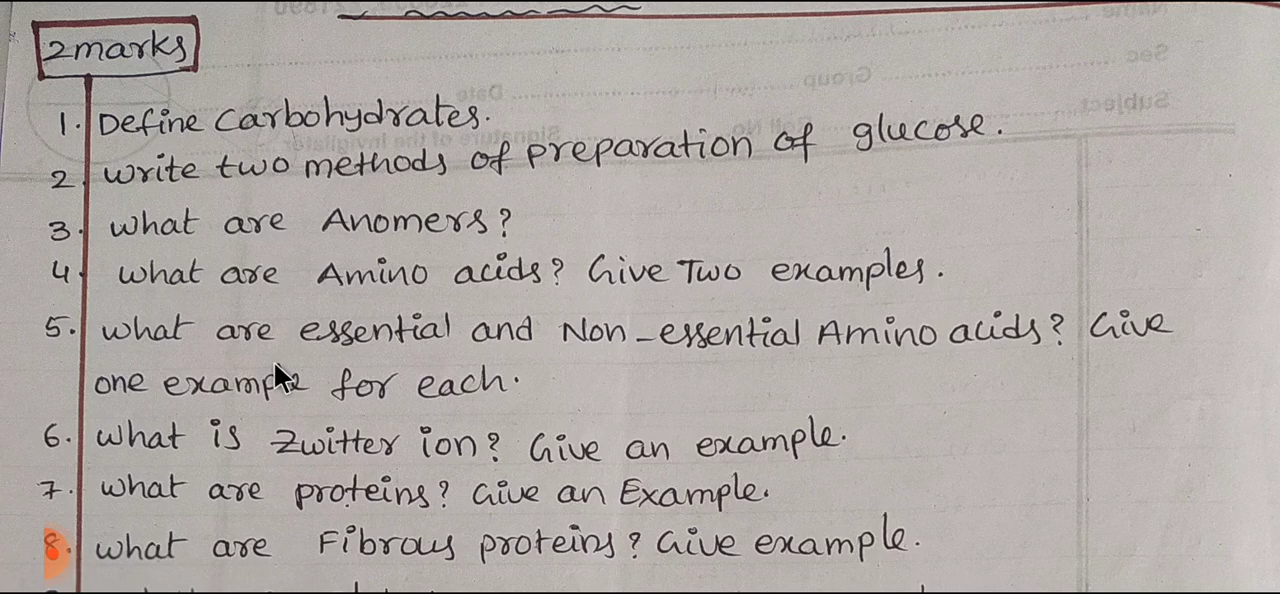 2marks
1. Define Carbohydrates.
2. write two methods of preparation of glucose.
3. what are Anomers?
4. what are Amino acids? Give Two examples.
5. what are essential and Non-essential Amino acids? Give
one example for each.
6. what is Zwitter ion? Give an example.
7. what are proteins? Give an Example.
8. what are Fibrous proteins? Give example.